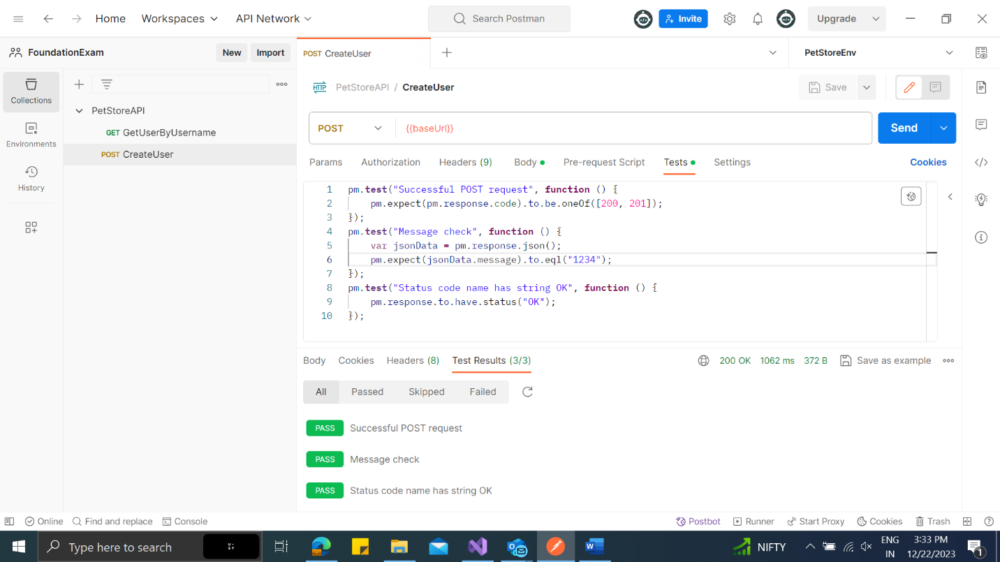 Home
Workspaces
API Network
Search Postman
Invite
Upgrade
FoundationExam
New
Import
POST CreateUser
PetStoreEnv
Collections
Environments
History
PetStoreAPI
GET GetUserByUsername
POST CreateUser
HTTP PetStoreAPI / CreateUser
Save
POST
{{baseUrl}}
Send
Params
Authorization
Headers (9)
Body
Pre-request Script
Tests
Settings
Cookies
1 pm.test("Successful POST request", function () {
2 pm.expect(pm.response.code).to.be.oneOf([200, 201]);
3 });
4 pm.test("Message check", function () {
5 var jsonData = pm.response.json();
6 pm.expect(jsonData.message).to.eql("1234");
7 });
8 pm.test("Status code name has string OK", function () {
9 pm.response.to.have.status("OK");
10 });
Body
Cookies
Headers (8)
Test Results (3/3)
200 OK
1062 ms
372 B
Save as example
All
Passed
Skipped
Failed
PASS Successful POST request
PASS Message check
PASS Status code name has string OK
Online
Find and replace
Console
Postbot
Runner
Start Proxy
Cookies
Trash
Type here to search
NIFTY
ENG
IN
3:33 PM
12/22/2023
1